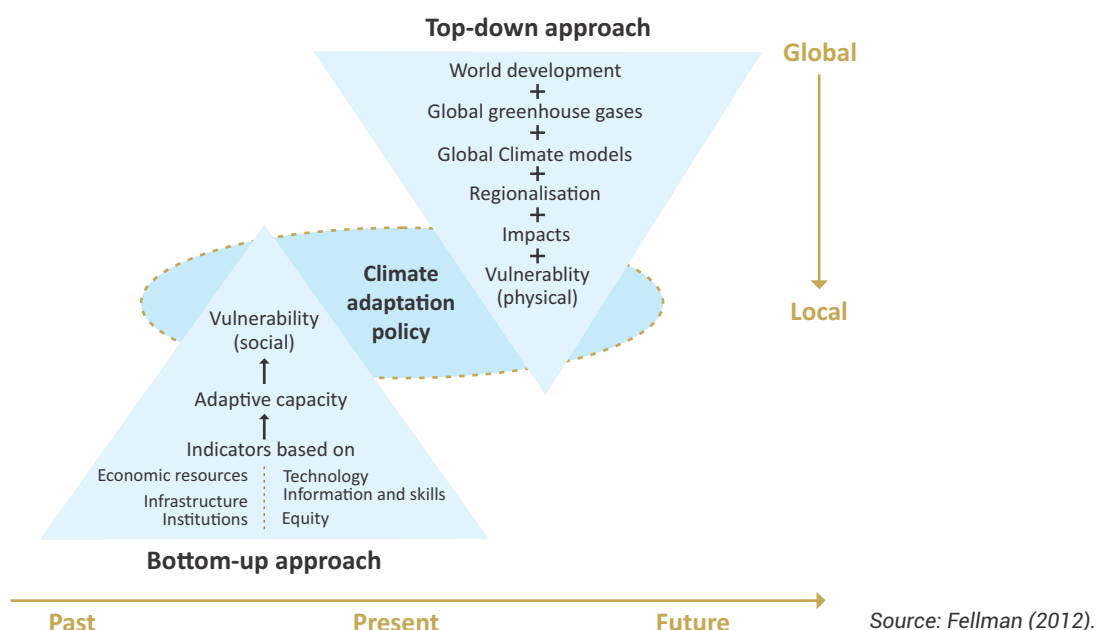 Top-down approach
World development
+
Global greenhouse gases
+
Global Climate models
+
Regionalisation
+
Impacts
+
Vulnerablity
(physical)
Global
Local
Climate
adaptation
policy
Vulnerability
(social)
Adaptive capacity
Indicators based on
Economic resources
Infrastructure
Institutions
Technology
Information and skills
Equity
Bottom-up approach
Past
Present
Future
Source: Fellman (2012).